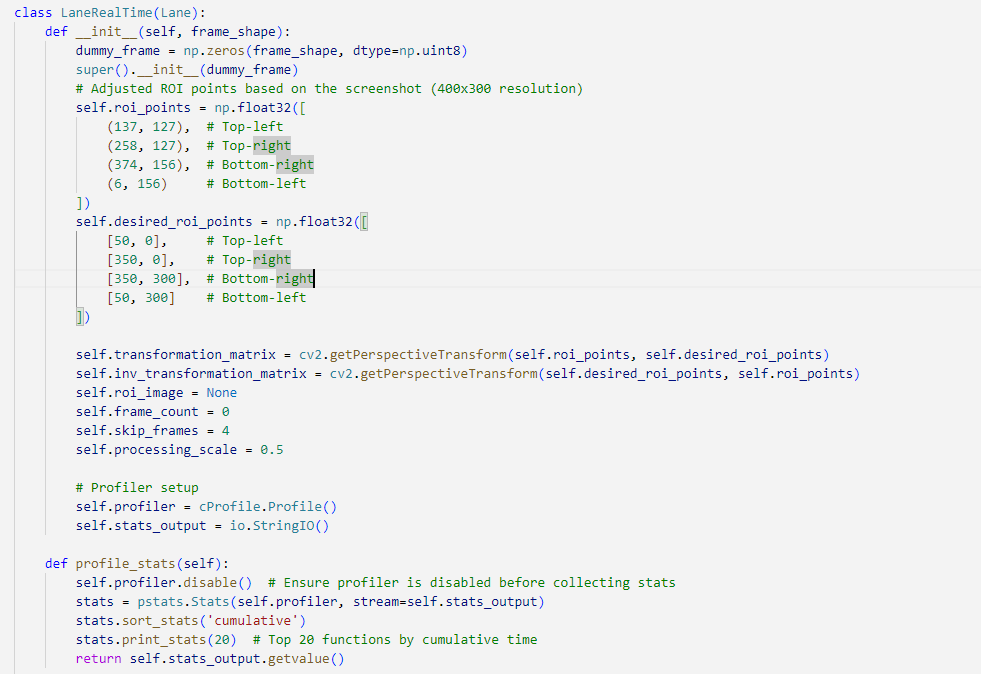 class LaneRealTime(Lane):
    def __init__(self, frame_shape):
        dummy_frame = np.zeros(frame_shape, dtype=np.uint8)
        super().__init__(dummy_frame)
        # Adjusted ROI points based on the screenshot (400x300 resolution)
        self.roi_points = np.float32([
            (137, 127),  # Top-left
            (258, 127),  # Top-right
            (374, 156),  # Bottom-right
            (6, 156)     # Bottom-left
        ])
        self.desired_roi_points = np.float32([
            [50, 0],     # Top-left
            [350, 0],    # Top-right
            [350, 300],  # Bottom-right
            [50, 300]    # Bottom-left
        ])

        self.transformation_matrix = cv2.getPerspectiveTransform(self.roi_points, self.desired_roi_points)
        self.inv_transformation_matrix = cv2.getPerspectiveTransform(self.desired_roi_points, self.roi_points)
        self.roi_image = None
        self.frame_count = 0
        self.skip_frames = 4
        self.processing_scale = 0.5

        # Profiler setup
        self.profiler = cProfile.Profile()
        self.stats_output = io.StringIO()

    def profile_stats(self):
        self.profiler.disable()  # Ensure profiler is disabled before collecting stats
        stats = pstats.Stats(self.profiler, stream=self.stats_output)
        stats.sort_stats('cumulative')
        stats.print_stats(20)  # Top 20 functions by cumulative time
        return self.stats_output.getvalue()